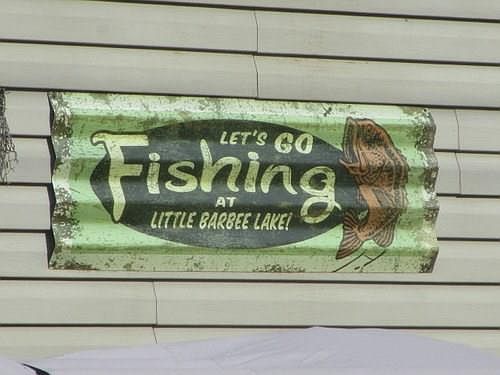 LET'S GO
Fishing
AT
LITTLE BARBEE LAKE!